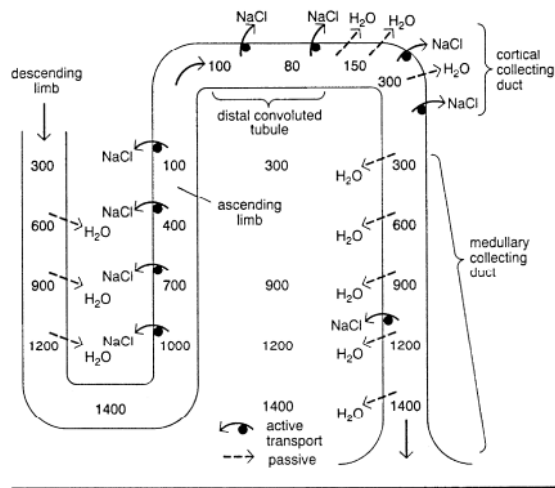 NaCl NaCl H₂O H₂O
NaCl
descending
limb
100 80 150
300 H₂O
cortical
collecting
duct
NaCl
distal convoluted
tubule
300 NaCl 100 300 300
H₂O
ascending
limb
NaCl
600 H₂O 400 600
H₂O
medullary
collecting
duct
NaCl
900 H₂O 700 900 H₂O 900
NaCl
NaCl
1200 H₂O 1000 1200 H₂O 1200
1400 1400 H₂O 1400
active
transport
passive